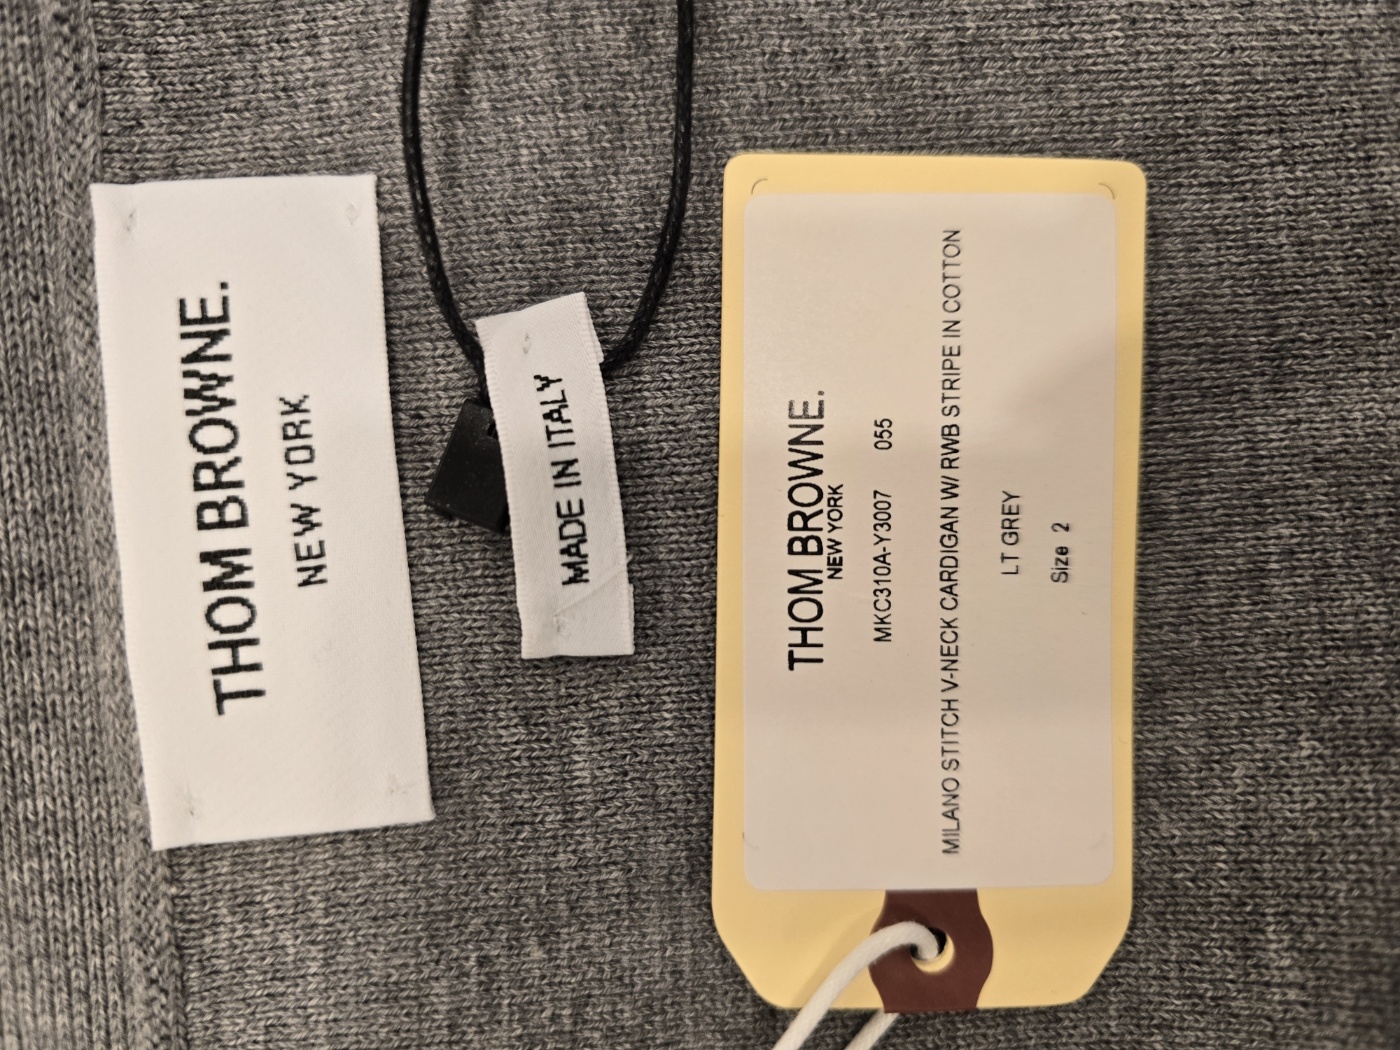 THOM BROWNE.
NEW YORK
MADE IN ITALY
THOM BROWNE.
NEW YORK
MKC310A-Y3007 055
MILANO STITCH V-NECK CARDIGAN W/ RWB STRIPE IN COTTON
LT GREY
Size 2